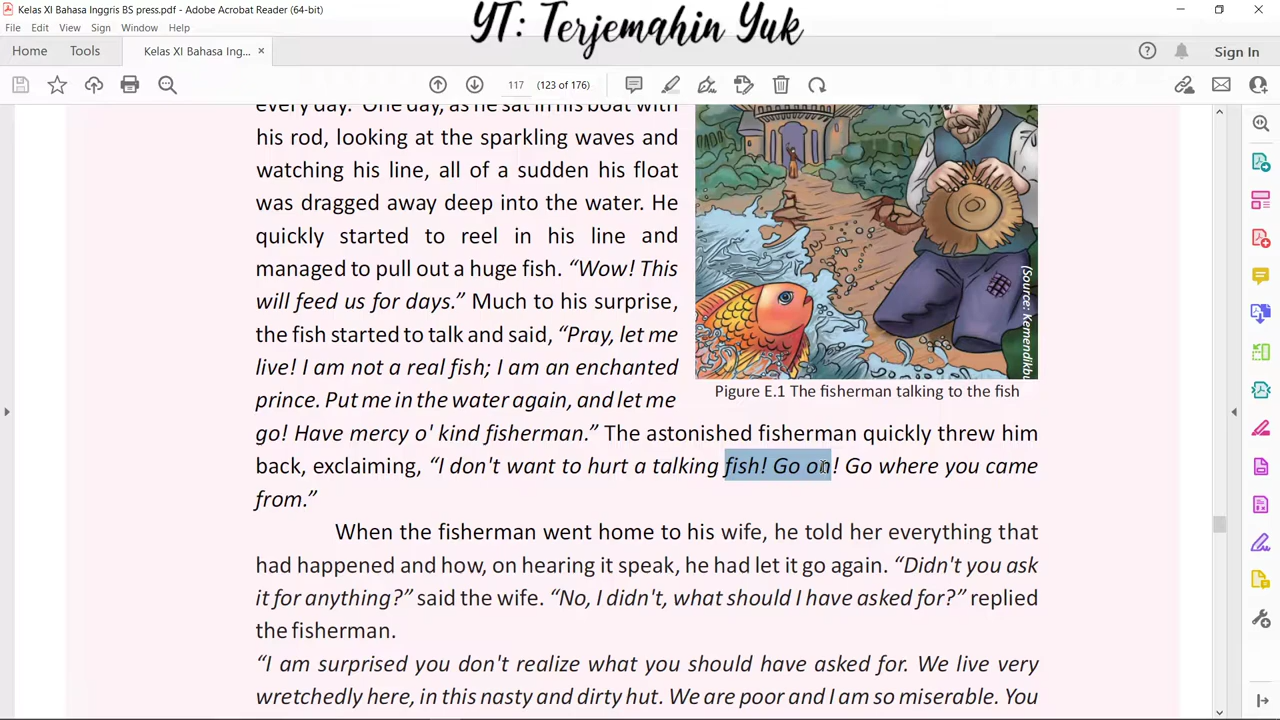 Kelas XI Bahasa Inggris BS press.pdf - Adobe Acrobat Reader (64-bit)
YT: Terjemahin Yuk
File Edit View Sign Window Help
Home Tools Kelas XI Bahasa Ing... × Sign In
117 (123 of 176)
every day. One day, as he sat in his boat with
his rod, looking at the sparkling waves and
watching his line, all of a sudden his float
was dragged away deep into the water. He
quickly started to reel in his line and
managed to pull out a huge fish. “Wow! This
will feed us for days.” Much to his surprise,
the fish started to talk and said, “Pray, let me
live! I am not a real fish; I am an enchanted
prince. Put me in the water again, and let me
go! Have mercy o' kind fisherman.” The astonished fisherman quickly threw him
back, exclaiming, “I don't want to hurt a talking fish! Go on! Go where you came
from.”
(Source: Kemendikbu
Pigure E.1 The fisherman talking to the fish
When the fisherman went home to his wife, he told her everything that
had happened and how, on hearing it speak, he had let it go again. “Didn't you ask
it for anything?” said the wife. “No, I didn't, what should I have asked for?” replied
the fisherman.
“I am surprised you don't realize what you should have asked for. We live very
wretchedly here, in this nasty and dirty hut. We are poor and I am so miserable. You